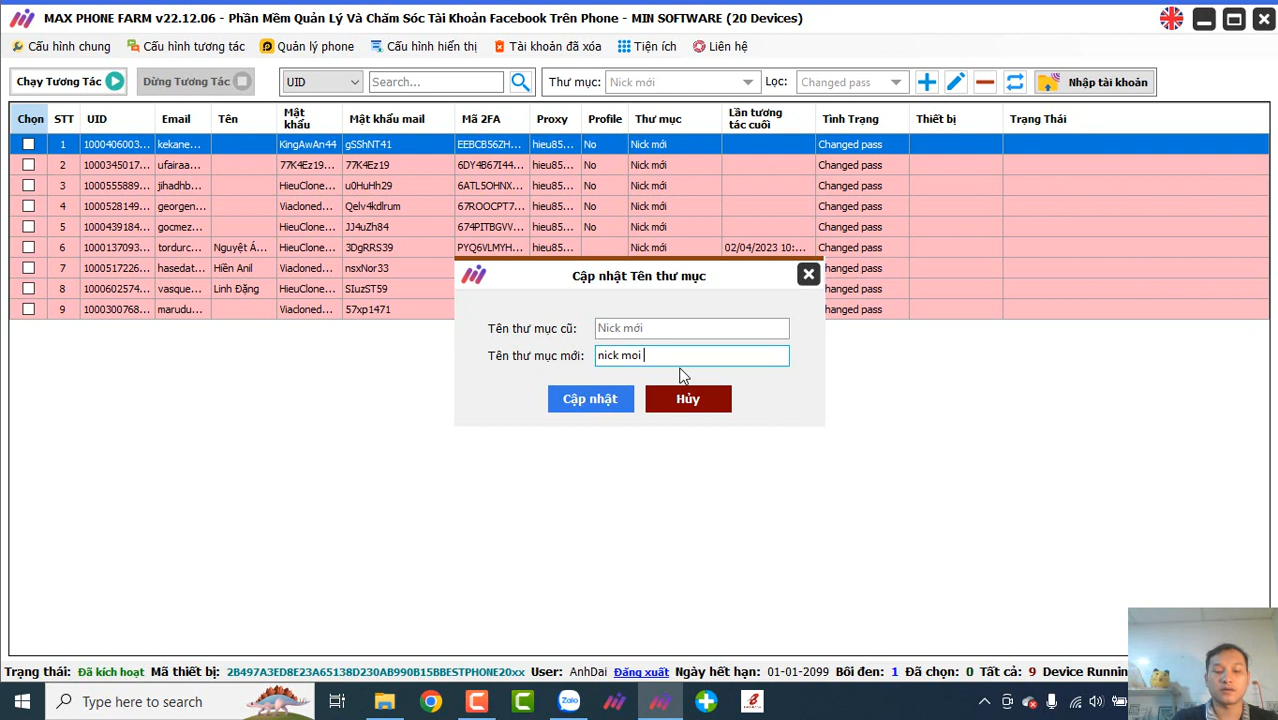 MAX PHONE FARM v22.12.06 - Phần Mềm Quản Lý Và Chăm Sóc Tài Khoản Facebook Trên Phone - MIN SOFTWARE (20 Devices)
Cấu hình chung Cấu hình tương tác Quản lý phone Cấu hình hiển thị Tài khoản đã xóa Tiện ích Liên hệ
Chạy Tương Tác Dừng Tương Tác UID Search... Thư mục: Nick mới Lọc: Changed pass Nhập tài khoản
Chọn STT UID Email Tên Mật khẩu Mật khẩu mail Mã 2FA Proxy Profile Thư mục Lần tương tác cuối Tình Trạng Thiết bị Trạng Thái
1 1000406003... kekane... KingAwAn44 gSShNT41 EEBCB56ZH... hieu85... No Nick mới Changed pass
2 1000345017... ufairaa... 77K4Ez19... 77K4Ez19 6DY4B67I44... hieu85... No Nick mới Changed pass
3 1000555889... jihadhb... HieuClone... u0HuHh29 6ATL5OHNX... hieu85... No Nick mới Changed pass
4 1000528149... georgen... Viacloned... Qelv4kdlrum 67ROOCPT7... hieu85... No Nick mới Changed pass
5 1000439184... gocmez... HieuClone... JJ4uZh84 674PITBGVV... hieu85... No Nick mới Changed pass
6 1000137093... tordurc... Nguyệt Á... HieuClone... 3DgRRS39 PYQ6VLMYH... hieu85... Nick mới 02/04/2023 10:... Changed pass
7 1000517226... hasedat... Hiền Anil Viacloned... nsxNor33 hanged pass
8 1000602574... vasque... Linh Đặng HieuClone... SIuzST59 hanged pass
9 1000300768... marudu... Viacloned... 57xp1471 hanged pass
Cập nhật Tên thư mục
Tên thư mục cũ: Nick mới
Tên thư mục mới: nick moi
Cập nhật Hủy
Trạng thái: Đã kích hoạt Mã thiết bị: 2B497A3ED8E23A65138D230AB990B15BBESTPHONE20xx User: AnhDai Đăng xuất Ngày hết hạn: 01-01-2099 Bôi đen: 1 Đã chọn: 0 Tất cả: 9 Device Runnin
Type here to search Zalo